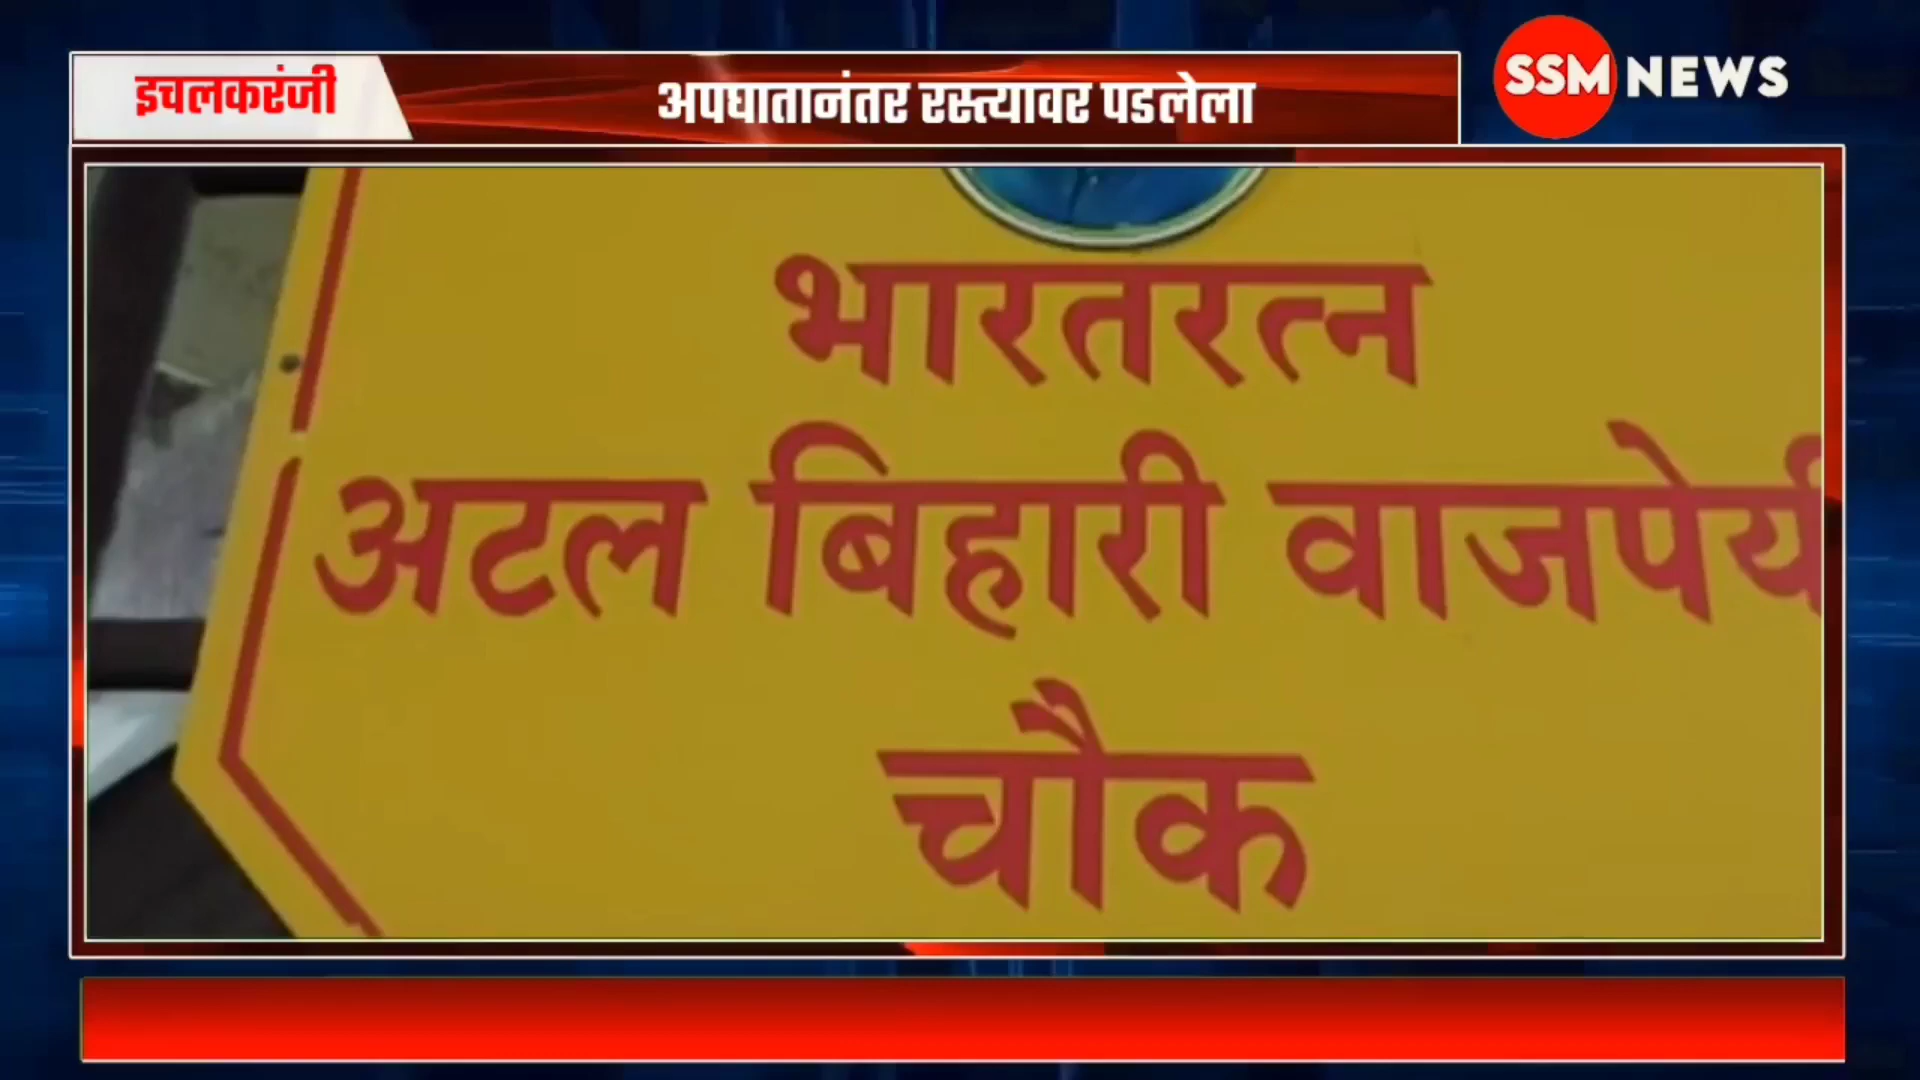 इचलकरंजी
अपघातानंतर रस्त्यावर पडलेला
SSM NEWS
भारतरत्न
अटल बिहारी वाजपेयी
चौक